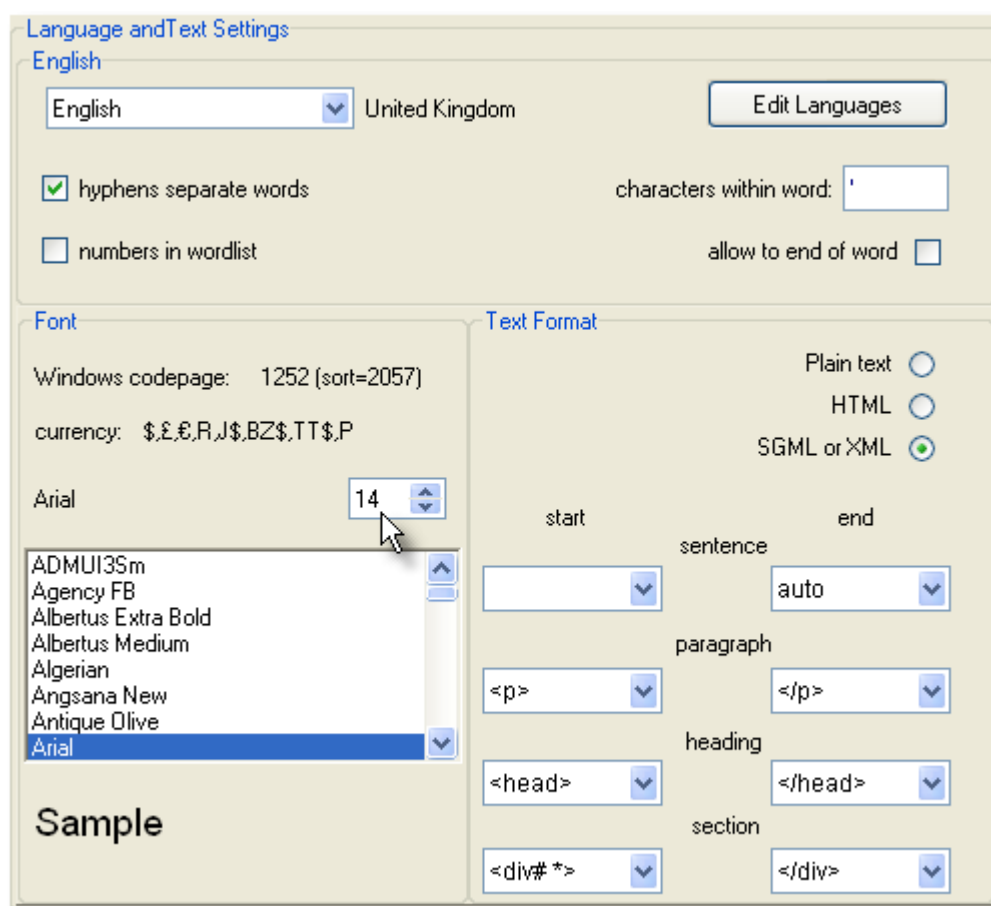 Language andText Settings
English
English United Kingdom Edit Languages
hyphens separate words characters within word: '
numbers in wordlist allow to end of word
Font
Windows codepage: 1252 (sort=2057)
currency: $,£,€,R,J$,BZ$,TT$,P
Arial 14
ADMUI3Sm
Agency FB
Albertus Extra Bold
Albertus Medium
Algerian
Angsana New
Antique Olive
Arial
Sample
Text Format
Plain text
HTML
SGML or XML
start end
sentence
auto
paragraph
<p> </p>
heading
<head> </head>
section
<div# *> </div>